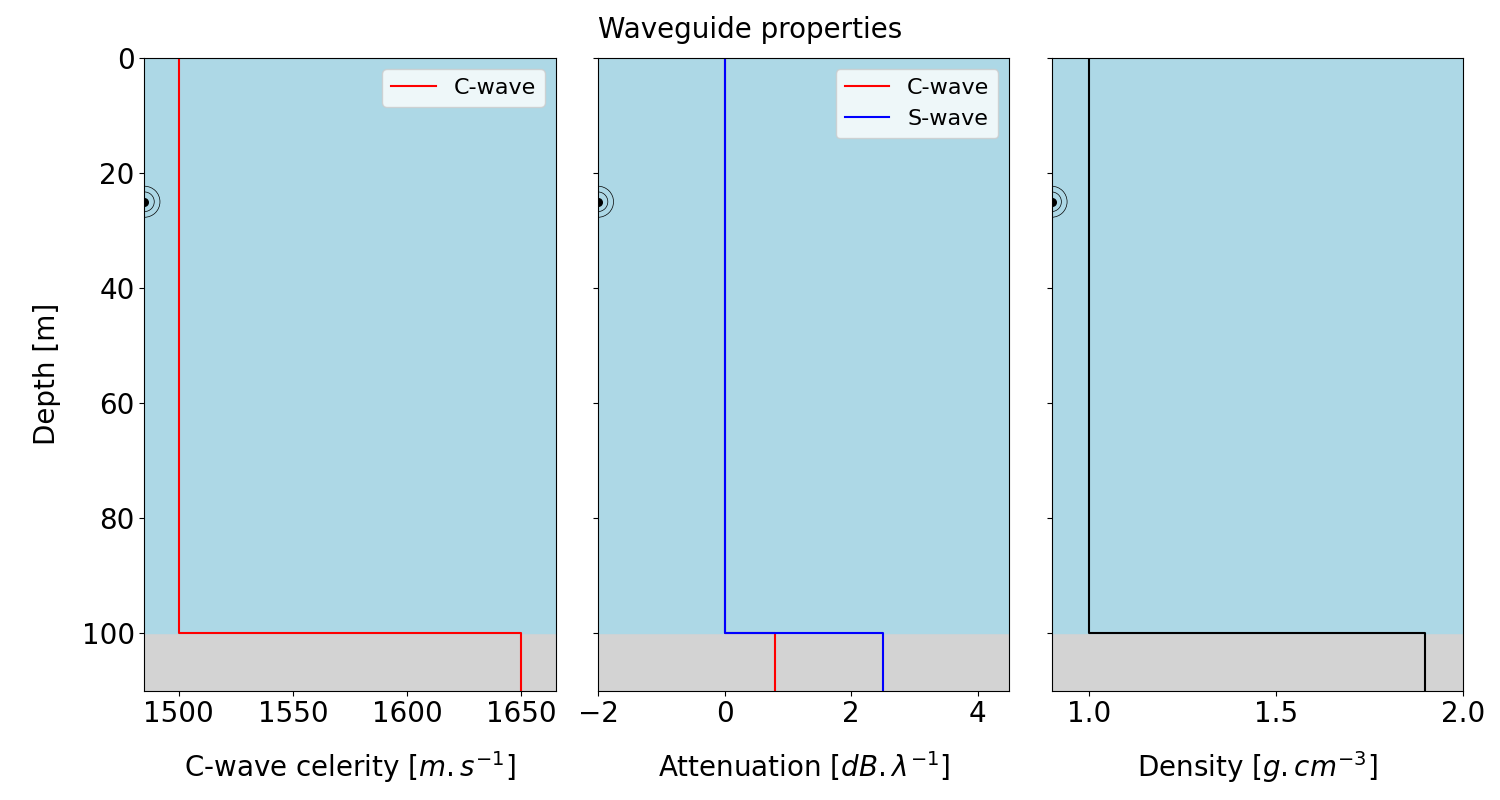 Waveguide properties
C-wave
C-wave
S-wave
0
20
40
60
80
100
Depth [m]
1500 1550 1600 1650
−2 0 2 4
1.0 1.5 2.0
C-wave celerity [m.s⁻¹]
Attenuation [dB.λ⁻¹]
Density [g.cm⁻³]